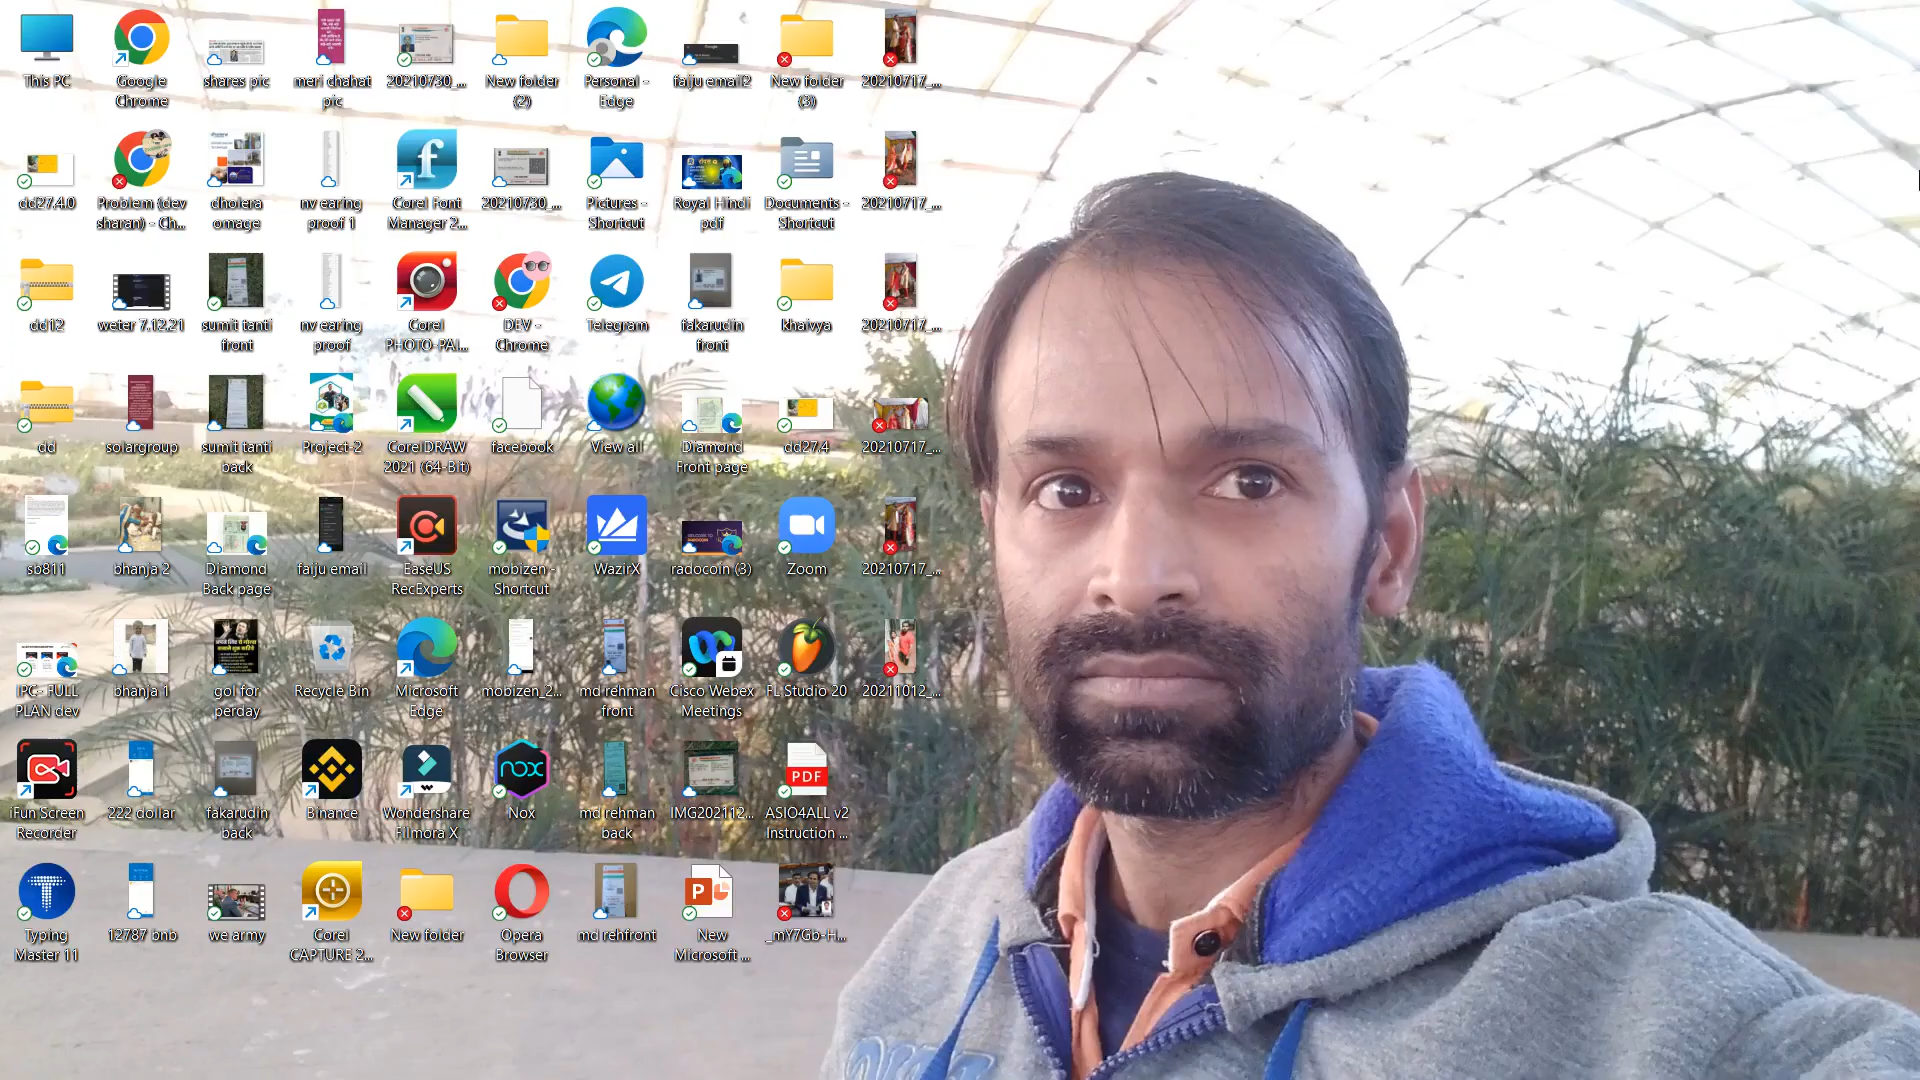 This PC
Google
Chrome
shares pic
meri chahat
pic
20210730_...
New folder
(2)
Personal -
Edge
faiju email2
New folder
(3)
20210717_...
dd27.4.0
Problem (dev
sharan) - Ch...
dholera
omage
nv earing
proof 1
Corel Font
Manager 2...
20210730_...
Pictures -
Shortcut
Royal Hindi
pdf
Documents -
Shortcut
20210717_...
dd12
weter 7.12.21
sumit tanti
front
nv earing
proof
Corel
PHOTO-PAI...
DEV -
Chrome
Telegram
fakarudin
front
khaivya
20210717_...
dd
solargroup
sumit tanti
back
Project-2
CorelDRAW
2021 (64-Bit)
facebook
View all
Diamond
Front page
dd27,4
20210717_...
sb811
bhanja 2
Diamond
Back page
faiju email
EaseUS
RecExperts
mobizen -
Shortcut
WazirX
radocoin (3)
Zoom
20210717_...
IPC- FULL
PLAN dev
bhanja 1
gol for
perday
Recycle Bin
Microsoft
Edge
mobizen_2...
md rehman
front
Cisco Webex
Meetings
FL Studio 20
20211012_...
iFun Screen
Recorder
222 dollar
fakarudin
back
Binance
Wondershare
Filmora X
nox
Nox
md rehman
back
IMG202112...
PDF
ASIO4ALL v2
Instruction ...
Typing
Master 11
12787 bnb
we army
Corel
CAPTURE 2...
New folder
Opera
Browser
md rehfront
P
New
Microsoft ...
_mY7Gb-H...